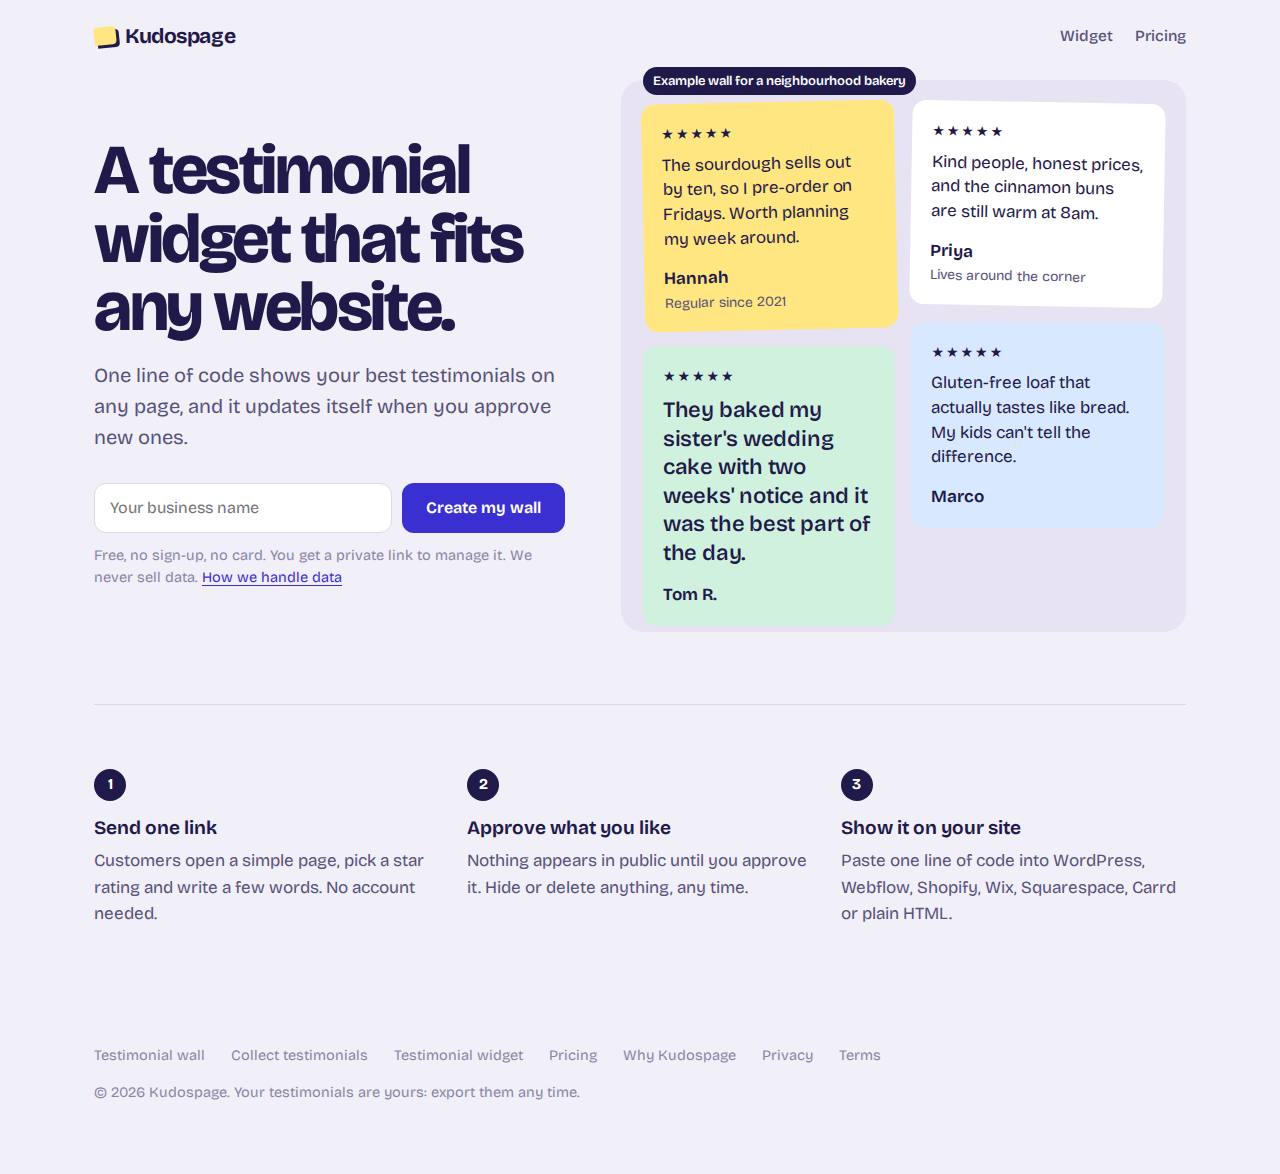 Kudospage
Widget Pricing
A testimonial
widget that fits
any website.
One line of code shows your best testimonials on
any page, and it updates itself when you approve
new ones.
Your business name
Create my wall
Free, no sign-up, no card. You get a private link to manage it. We
never sell data. How we handle data
Example wall for a neighbourhood bakery
★★★★★
The sourdough sells out
by ten, so I pre-order on
Fridays. Worth planning
my week around.
Hannah
Regular since 2021
★★★★★
Kind people, honest prices,
and the cinnamon buns
are still warm at 8am.
Priya
Lives around the corner
★★★★★
They baked my
sister's wedding
cake with two
weeks' notice and it
was the best part of
the day.
Tom R.
★★★★★
Gluten-free loaf that
actually tastes like bread.
My kids can't tell the
difference.
Marco
1
Send one link
Customers open a simple page, pick a star
rating and write a few words. No account
needed.
2
Approve what you like
Nothing appears in public until you approve
it. Hide or delete anything, any time.
3
Show it on your site
Paste one line of code into WordPress,
Webflow, Shopify, Wix, Squarespace, Carrd
or plain HTML.
Testimonial wall Collect testimonials Testimonial widget Pricing Why Kudospage Privacy Terms
© 2026 Kudospage. Your testimonials are yours: export them any time.